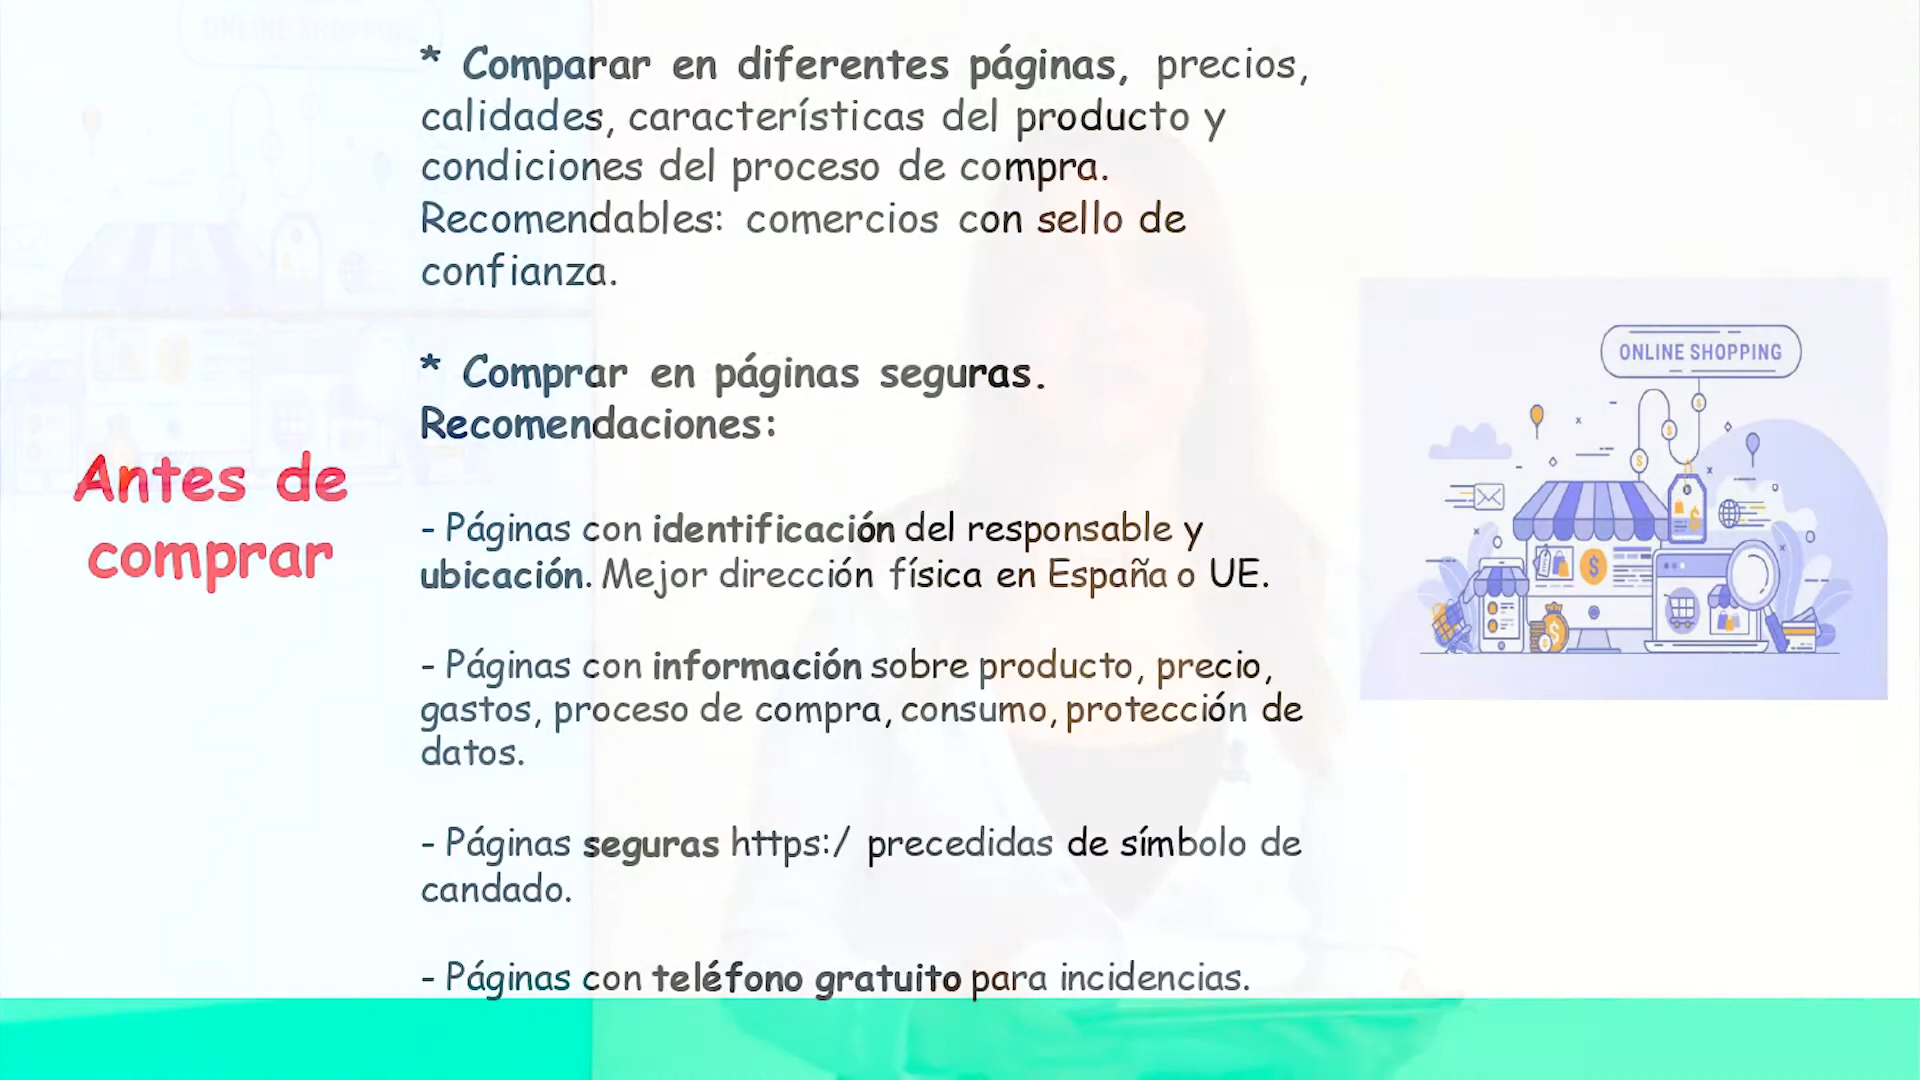 ONLINE SHOPPING
* Comparar en diferentes páginas, precios,
calidades, características del producto y
condiciones del proceso de compra.
Recomendables: comercios con sello de
confianza.
* Comprar en páginas seguras.
Recomendaciones:
Antes de
comprar
- Páginas con identificación del responsable y
ubicación. Mejor dirección física en España o UE.
- Páginas con información sobre producto, precio,
gastos, proceso de compra, consumo, protección de
datos.
- Páginas seguras https:/ precedidas de símbolo de
candado.
- Páginas con teléfono gratuito para incidencias.
ONLINE SHOPPING